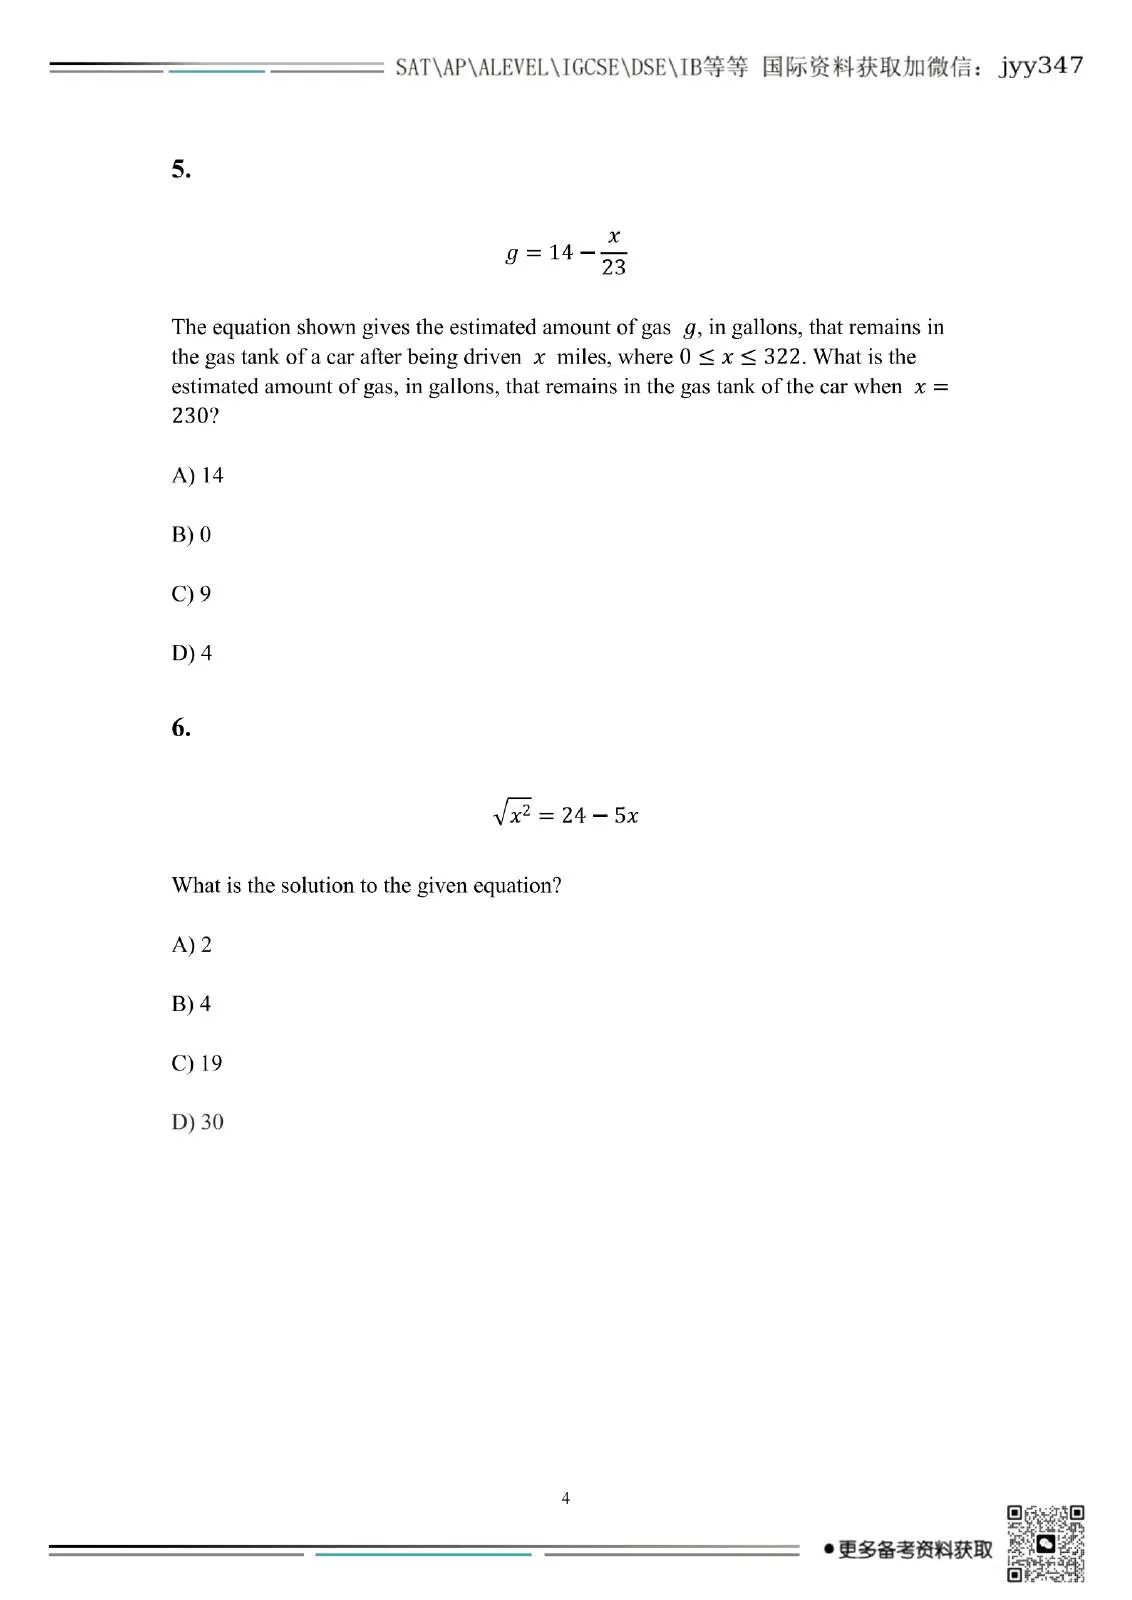 SAT\AP\ALEVEL\IGCSE\DSE\IB等等 国际资料获取加微信：jyy347
5.
g = 14 − x/23
The equation shown gives the estimated amount of gas g, in gallons, that remains in
the gas tank of a car after being driven x miles, where 0 ≤ x ≤ 322. What is the
estimated amount of gas, in gallons, that remains in the gas tank of the car when x =
230?
A) 14
B) 0
C) 9
D) 4
6.
√x² = 24 − 5x
What is the solution to the given equation?
A) 2
B) 4
C) 19
D) 30
4
●更多备考资料获取